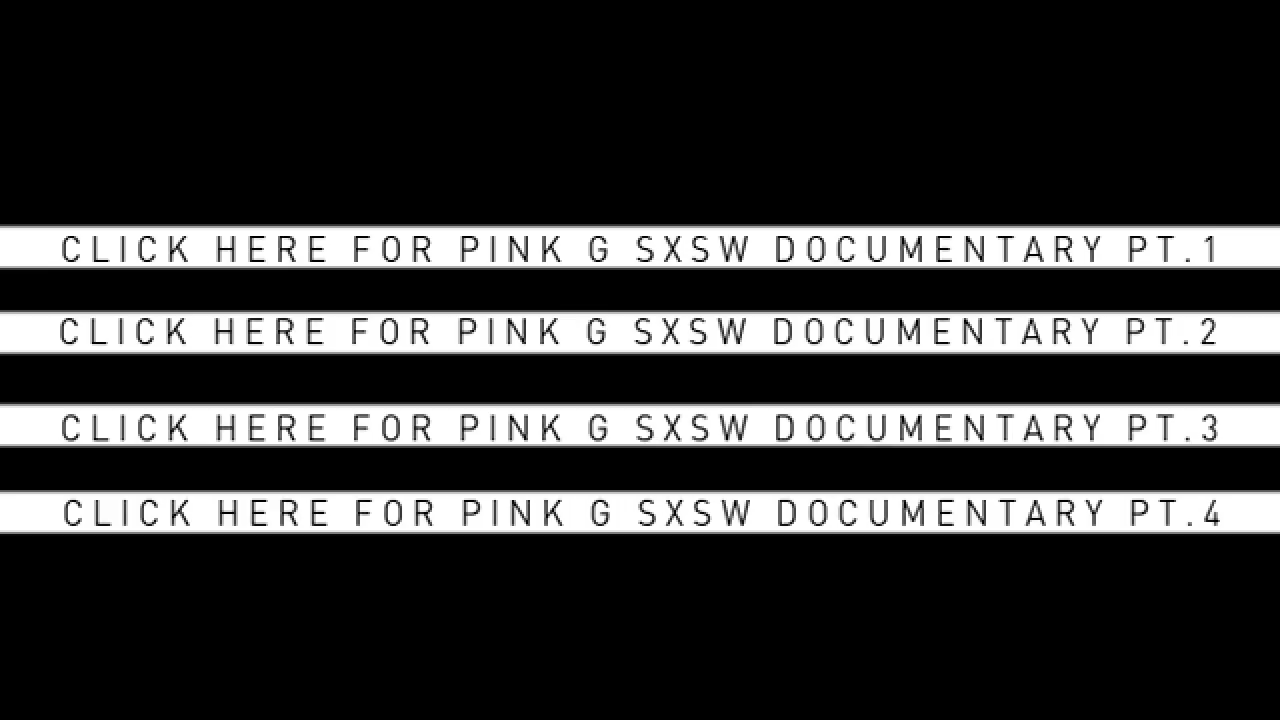 CLICK HERE FOR PINK G SXSW DOCUMENTARY PT.1
CLICK HERE FOR PINK G SXSW DOCUMENTARY PT.2
CLICK HERE FOR PINK G SXSW DOCUMENTARY PT.3
CLICK HERE FOR PINK G SXSW DOCUMENTARY PT.4